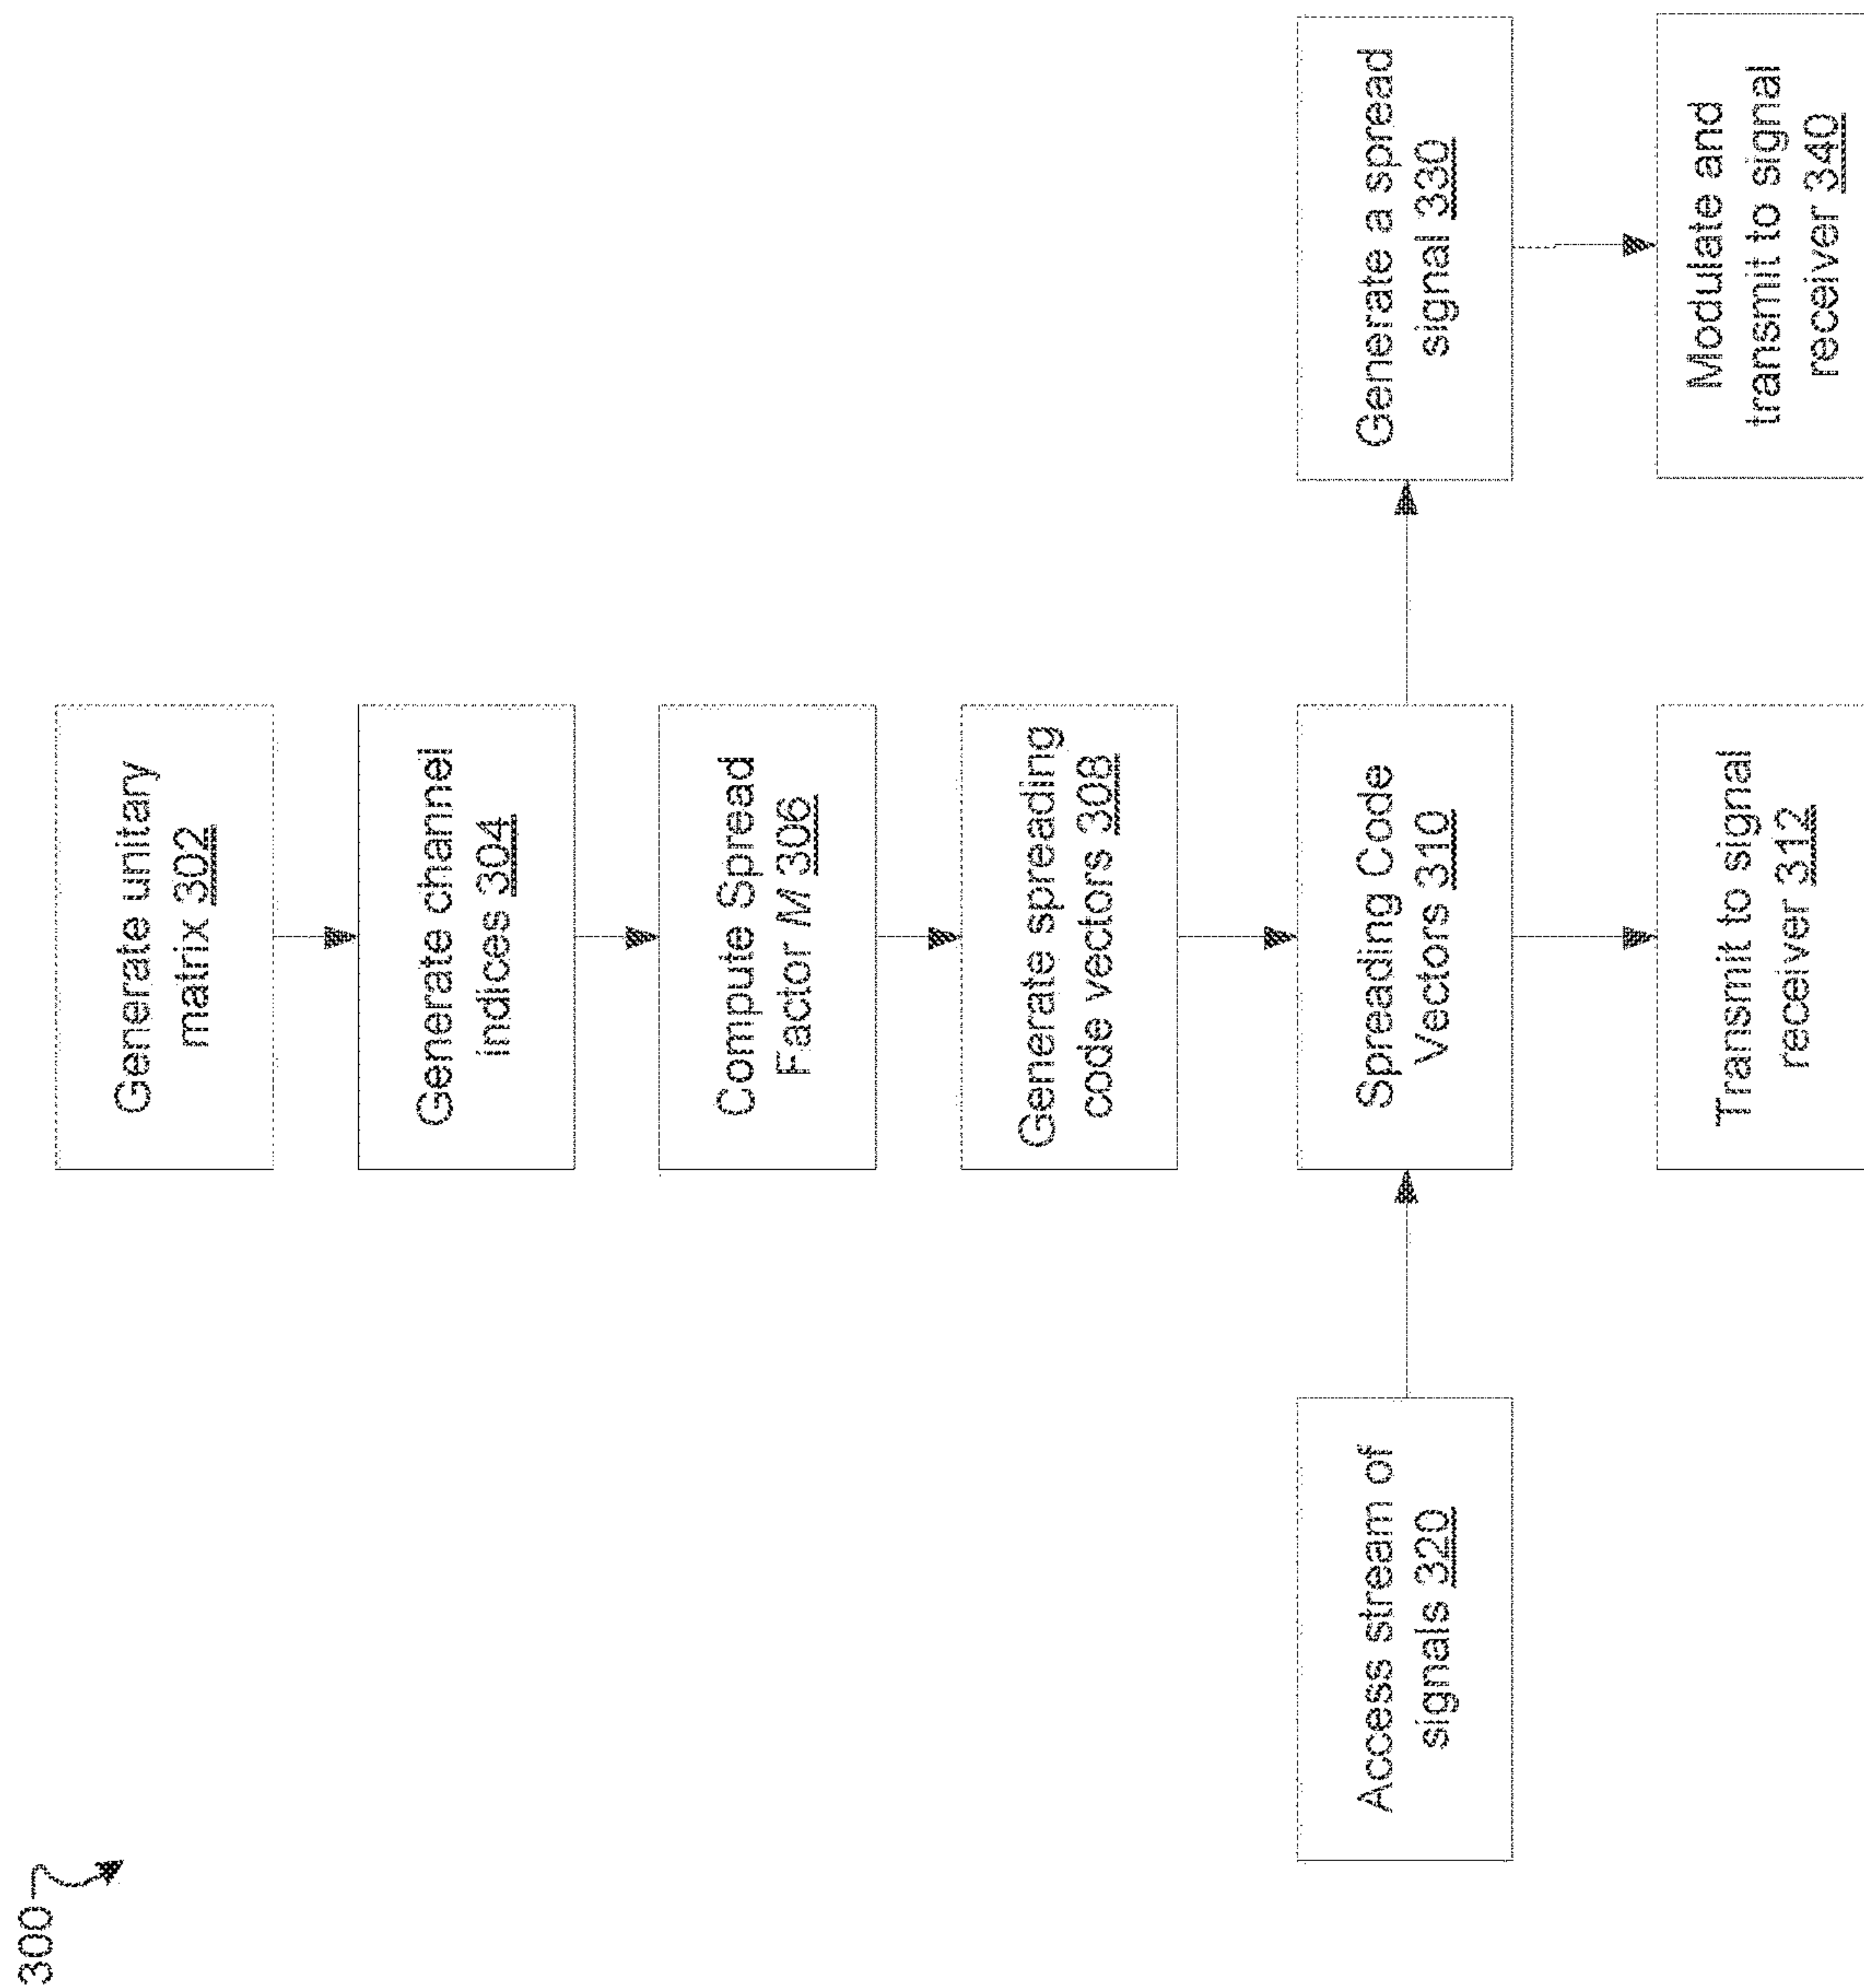 300
Generate unitary
matrix 302
Generate channel
indices 304
Compute Spread
Factor M 306
Generate spreading
code vectors 308
Access stream of
signals 320
Spreading Code
Vectors 310
Generate a spread
signal 330
Transmit to signal
receiver 312
Modulate and
transmit to signal
receiver 340